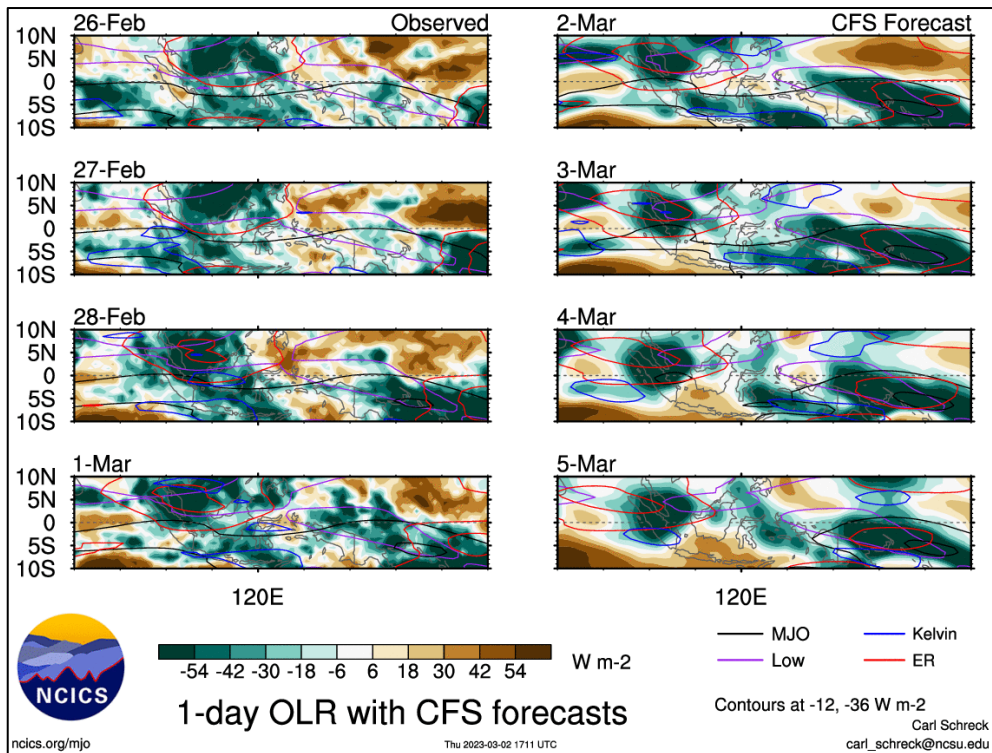 26-Feb Observed
10N
5N
0
5S
10S
2-Mar CFS Forecast
27-Feb
10N
5N
0
5S
10S
3-Mar
28-Feb
10N
5N
0
5S
10S
4-Mar
1-Mar
10N
5N
0
5S
10S
5-Mar
120E
120E
-54 -42 -30 -18 -6 6 18 30 42 54 W m-2
MJO
Kelvin
Low
ER
NCICS
1-day OLR with CFS forecasts
Contours at -12, -36 W m-2
Carl Schreck
ncics.org/mjo
Thu 2023-03-02 1711 UTC
carl_schreck@ncsu.edu